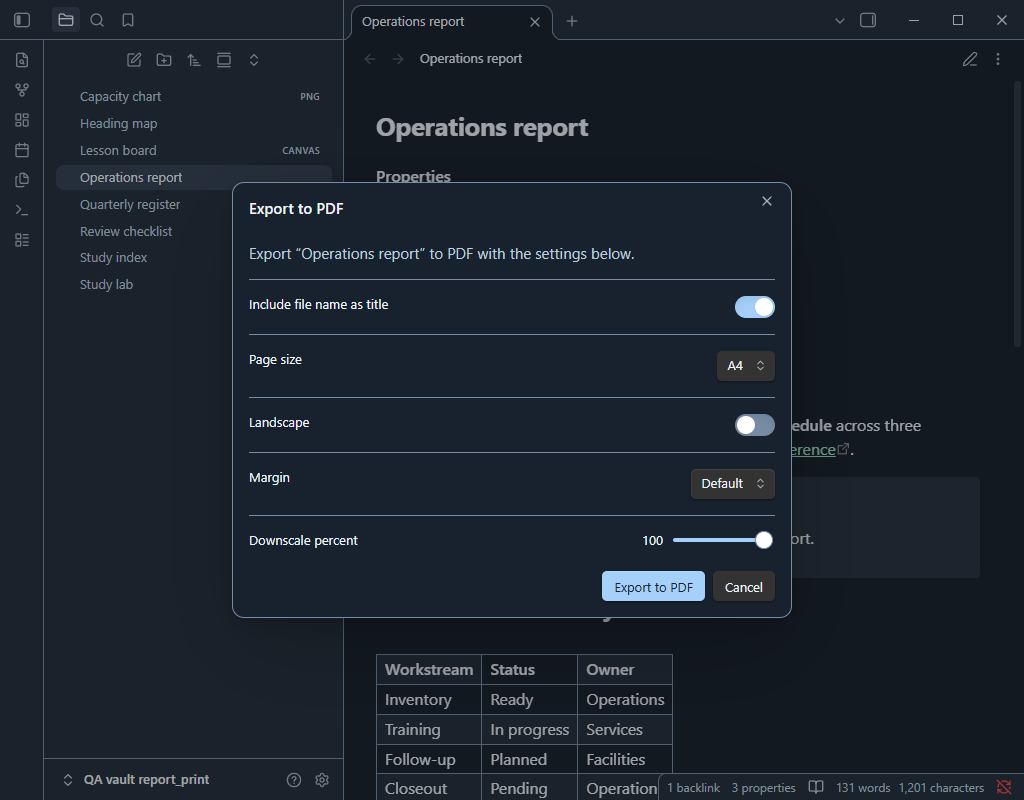 Operations report
Operations report
Capacity chart
PNG
Heading map
Lesson board
CANVAS
Operations report
Quarterly register
Review checklist
Study index
Study lab
QA vault report_print
Operations report
Properties
edule across three
erence.
ort.
Export to PDF
Export “Operations report” to PDF with the settings below.
Include file name as title
Page size
A4
Landscape
Margin
Default
Downscale percent
100
Export to PDF
Cancel
Workstream Status Owner
Inventory Ready Operations
Training In progress Services
Follow-up Planned Facilities
Closeout Pending Operation
1 backlink 3 properties 131 words 1,201 characters